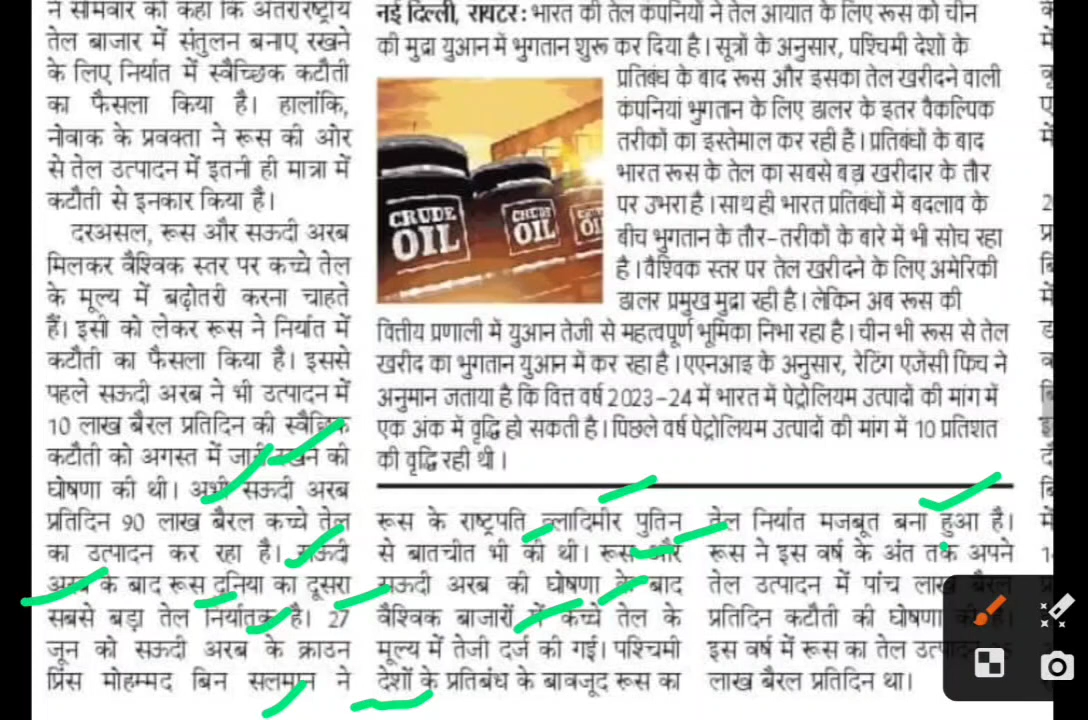 ने सोमवार को कहा कि अंतरराष्ट्रीय
तेल बाजार में संतुलन बनाए रखने
के लिए निर्यात में स्वैच्छिक कटौती
का फैसला किया है। हालांकि,
नोवाक के प्रवक्ता ने रूस की ओर
से तेल उत्पादन में इतनी ही मात्रा में
कटौती से इनकार किया है।
दरअसल, रूस और सऊदी अरब
मिलकर वैश्विक स्तर पर कच्चे तेल
के मूल्य में बढ़ोतरी करना चाहते
हैं। इसी को लेकर रूस ने निर्यात में
कटौती का फैसला किया है। इससे
पहले सऊदी अरब ने भी उत्पादन में
10 लाख बैरल प्रतिदिन की स्वैच्छिक
कटौती को अगस्त में जारी रखने की
घोषणा की थी। अभी सऊदी अरब
प्रतिदिन 90 लाख बैरल कच्चे तेल
का उत्पादन कर रहा है। सऊदी
अरब के बाद रूस दुनिया का दूसरा
सबसे बड़ा तेल निर्यातक है। 27
जून को सऊदी अरब के क्राउन
प्रिंस मोहम्मद बिन सलमान ने
नई दिल्ली, रायटर: भारत की तेल कंपनियों ने तेल आयात के लिए रूस को चीन
की मुद्रा युआन में भुगतान शुरू कर दिया है। सूत्रों के अनुसार, पश्चिमी देशों के
प्रतिबंध के बाद रूस और इसका तेल खरीदने वाली
कंपनियां भुगतान के लिए डालर के इतर वैकल्पिक
तरीकों का इस्तेमाल कर रही हैं। प्रतिबंधों के बाद
भारत रूस के तेल का सबसे बड़ा खरीदार के तौर
पर उभरा है। साथ ही भारत प्रतिबंधों में बदलाव के
बीच भुगतान के तौर-तरीकों के बारे में भी सोच रहा
है। वैश्विक स्तर पर तेल खरीदने के लिए अमेरिकी
डालर प्रमुख मुद्रा रही है। लेकिन अब रूस की
वित्तीय प्रणाली में युआन तेजी से महत्वपूर्ण भूमिका निभा रहा है। चीन भी रूस से तेल
खरीद का भुगतान युआन में कर रहा है। एएनआइ के अनुसार, रेटिंग एजेंसी फिच ने
अनुमान जताया है कि वित्त वर्ष 2023-24 में भारत में पेट्रोलियम उत्पादों की मांग में
एक अंक में वृद्धि हो सकती है। पिछले वर्ष पेट्रोलियम उत्पादों की मांग में 10 प्रतिशत
की वृद्धि रही थी।
CRUDE
OIL
CRUDE
OIL
रूस के राष्ट्रपति व्लादिमीर पुतिन
से बातचीत भी की थी। रूस और
सऊदी अरब की घोषणा के बाद
वैश्विक बाजारों में कच्चे तेल के
मूल्य में तेजी दर्ज की गई। पश्चिमी
देशों के प्रतिबंध के बावजूद रूस का
तेल निर्यात मजबूत बना हुआ है।
रूस ने इस वर्ष के अंत तक अपने
तेल उत्पादन में पांच लाख बैरल
प्रतिदिन कटौती की घोषणा की है।
इस वर्ष में रूस का तेल
लाख बैरल प्रतिदिन था।